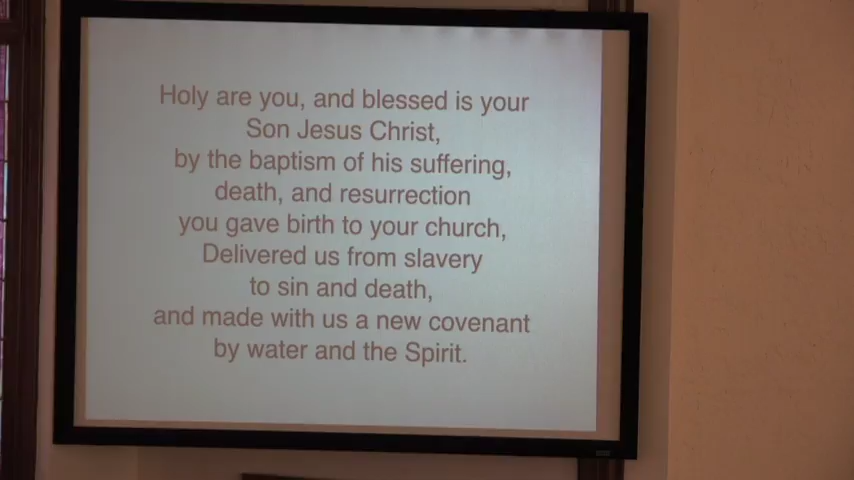 Holy are you, and blessed is your
Son Jesus Christ,
by the baptism of his suffering,
death, and resurrection
you gave birth to your church,
Delivered us from slavery
to sin and death,
and made with us a new covenant
by water and the Spirit.